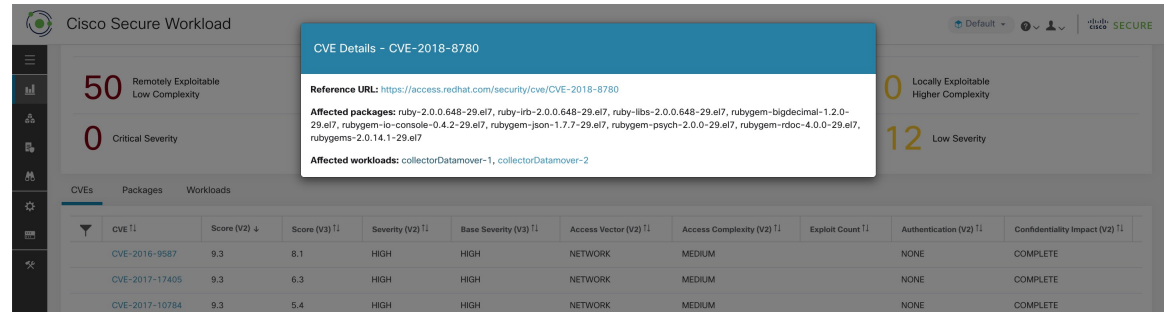 Cisco Secure Workload
Default
cisco SECURE
CVE Details - CVE-2018-8780
Reference URL: https://access.redhat.com/security/cve/CVE-2018-8780
Affected packages: ruby-2.0.0.648-29.el7, ruby-irb-2.0.0.648-29.el7, ruby-libs-2.0.0.648-29.el7, rubygem-bigdecimal-1.2.0-
29.el7, rubygem-io-console-0.4.2-29.el7, rubygem-json-1.7.7-29.el7, rubygem-psych-2.0.0-29.el7, rubygem-rdoc-4.0.0-29.el7,
rubygems-2.0.14.1-29.el7
Affected workloads: collectorDatamover-1, collectorDatamover-2
50 Remotely Exploitable
Low Complexity
0 Locally Exploitable
Higher Complexity
0 Critical Severity
12 Low Severity
CVEs Packages Workloads
CVE Score (V2) Score (V3) Severity (V2) Base Severity (V3) Access Vector (V2) Access Complexity (V2) Exploit Count Authentication (V2) Confidentiality Impact (V2)
CVE-2016-9587 9.3 8.1 HIGH HIGH NETWORK MEDIUM NONE COMPLETE
CVE-2017-17405 9.3 6.3 HIGH HIGH NETWORK MEDIUM NONE COMPLETE
CVE-2017-10784 9.3 5.4 HIGH HIGH NETWORK MEDIUM NONE COMPLETE